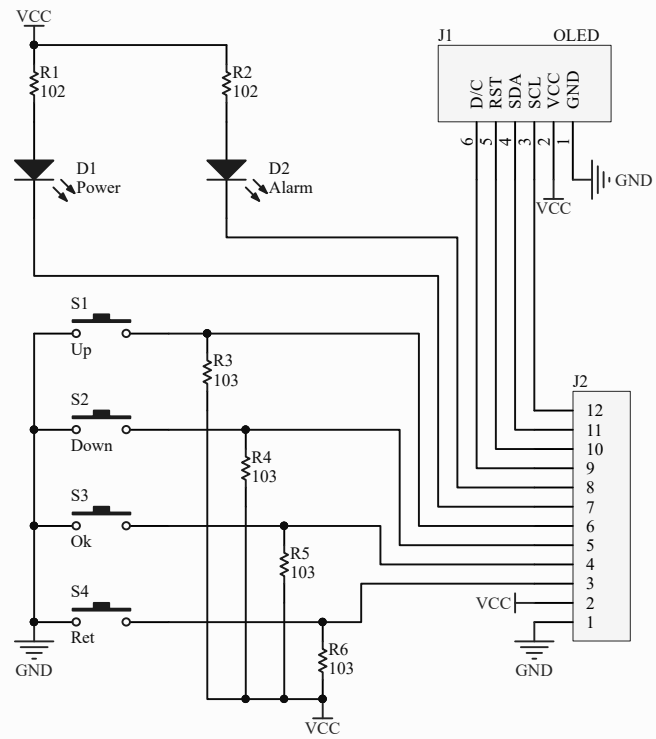 VCC
R1
102
R2
102
D1
Power
D2
Alarm
J1 OLED
D/C
RST
SDA
SCL
VCC
GND
6
5
4
3
2
1
GND
VCC
S1
Up
R3
103
S2
Down
R4
103
S3
Ok
R5
103
S4
Ret
R6
103
GND
VCC
J2
12
11
10
9
8
7
6
5
4
3
VCC 2
1
GND